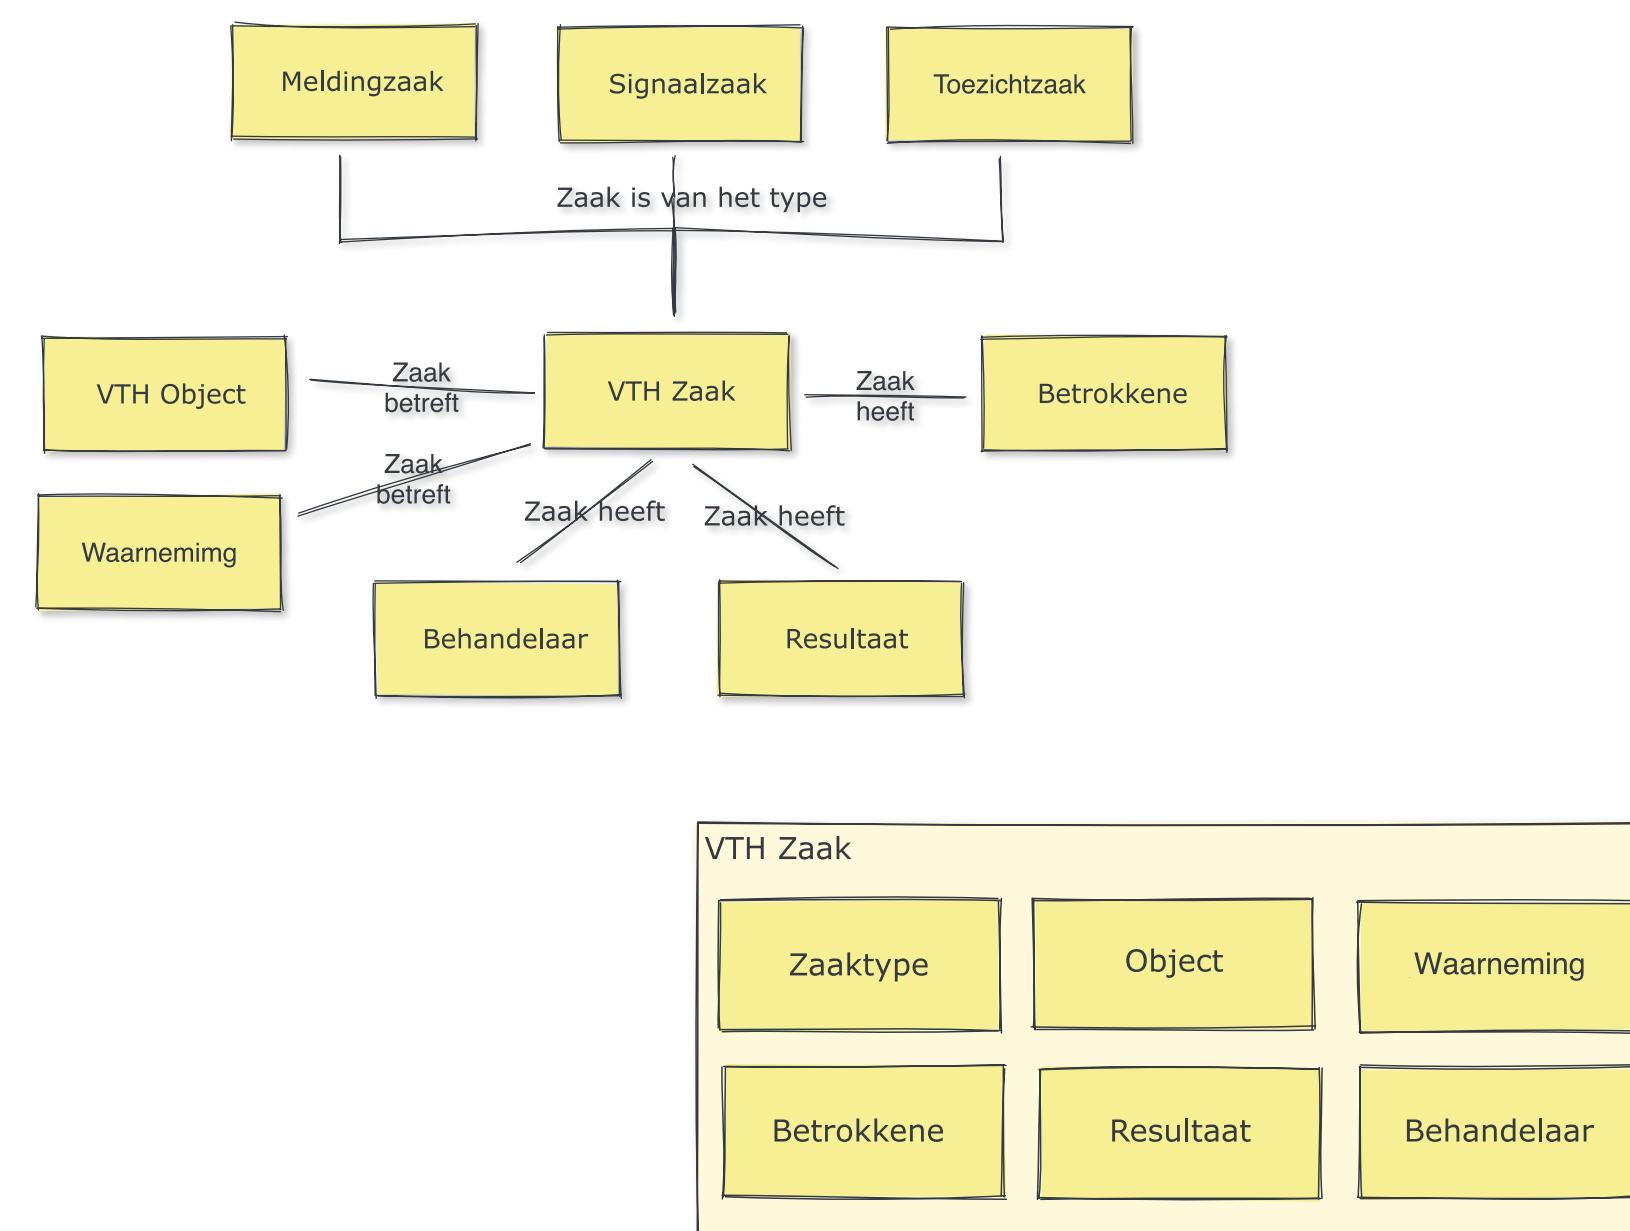 Meldingzaak
Signaalzaak
Toezichtzaak
Zaak is van het type
VTH Object
Zaak
betreft
VTH Zaak
Zaak
heeft
Betrokkene
Zaak
betreft
Waarnemimg
Zaak heeft
Zaak heeft
Behandelaar
Resultaat
VTH Zaak
Zaaktype
Object
Waarneming
Betrokkene
Resultaat
Behandelaar